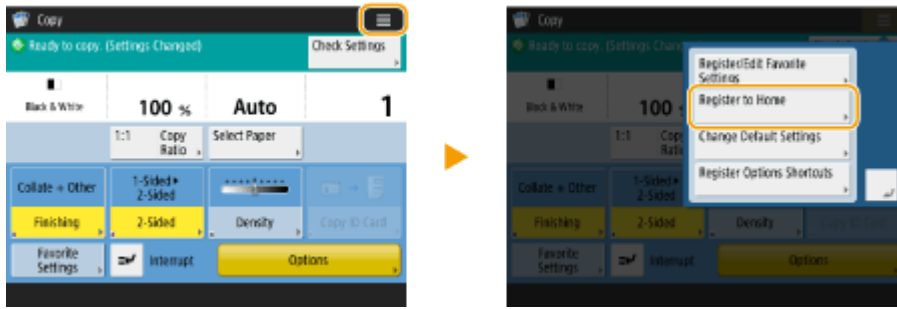 Copy
Ready to copy. (Settings Changed)
Check Settings
Black & White
100 %
Auto
1
1:1 Copy
Ratio
Select Paper
Collate + Other
1-Sided▶
2-Sided
Finishing
2-Sided
Density
Copy ID Card
Favorite
Settings
Interrupt
Options
Copy
Ready to copy. (Settings Chan
Register/Edit Favorite
Settings
Black & White
100
Register to Home
1:1 Cop
Rati
Change Default Settings
Register Options Shortcuts
Collate + Other
1-Sided▶
2-Sided
Finishing
2-Sided
Density
Copy ID Card
Favorite
Settings
Interrupt
Options